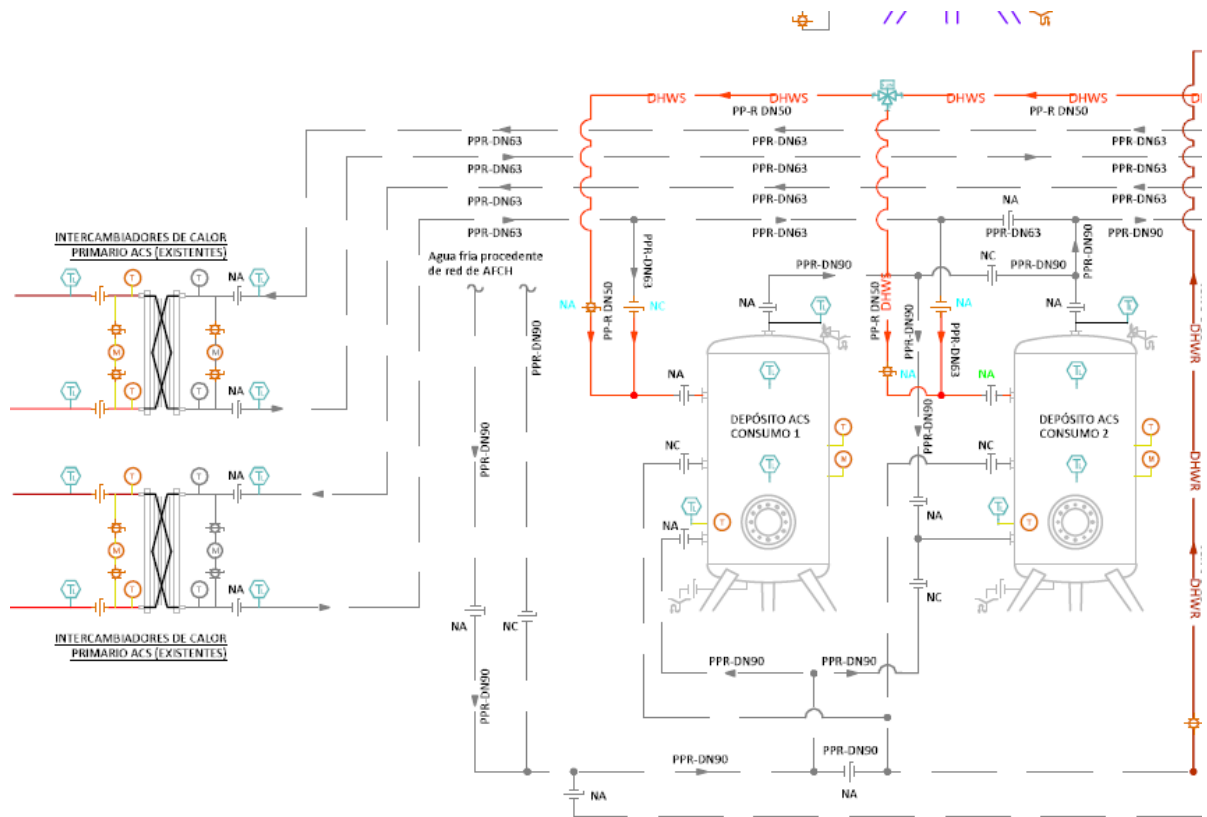 DHWS DHWS DHWS DHWS DH
PP-R DN50 PP-R DN50
PPR-DN63 PPR-DN63 PPR-DN63
PPR-DN63 PPR-DN63 PPR-DN63
PPR-DN63 PPR-DN63 PPR-DN63
NA
PPR-DN63 PPR-DN63 PPR-DN63 PPR-DN90
INTERCAMBIADORES DE CALOR
PRIMARIO ACS (EXISTENTES)
Agua fria procedente
de red de AFCH
PPR-DN63
PPR-DN90
NC
PPR-DN90
PPR-DN90
T T NA
NA
PP-R DN50
NC
NA
PP-R DN50
DHWS
PPR-DN90
NA
NA
PPR-DN90
M M
T T NA
NA
NA
PPR-DN63
NA
DEPÓSITO ACS
CONSUMO 1
DEPÓSITO ACS
CONSUMO 2
T
M
T
M
PPR-DN90
PPR-DN90
NC
NC
T T NA
NA
T
NA
T
M M
T T NA
NC
NA
NC
INTERCAMBIADORES DE CALOR
PRIMARIO ACS (EXISTENTES)
PPR-DN90 PPR-DN90
PPR-DN90
PPR-DN90 PPR-DN90
NA
NA
DHWR
DHWR
DHWR